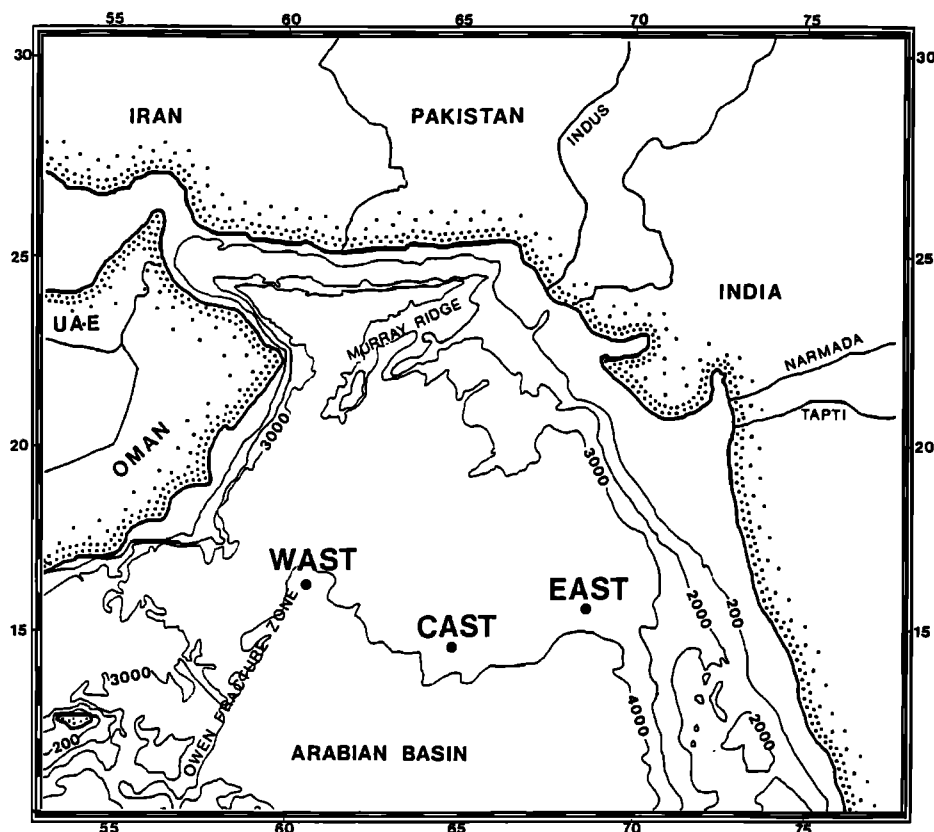 55 60 65 70 75
30 30
IRAN PAKISTAN INDUS
25 25
UAE MURRAY RIDGE INDIA
NARMADA
TAPTI
OMAN 3000
20 20
3000
WAST EAST
CAST
2000 200
15 15
3000
OWEN FRACTURE ZONE
4000 2000
200
ARABIAN BASIN
55 60 65 70 75